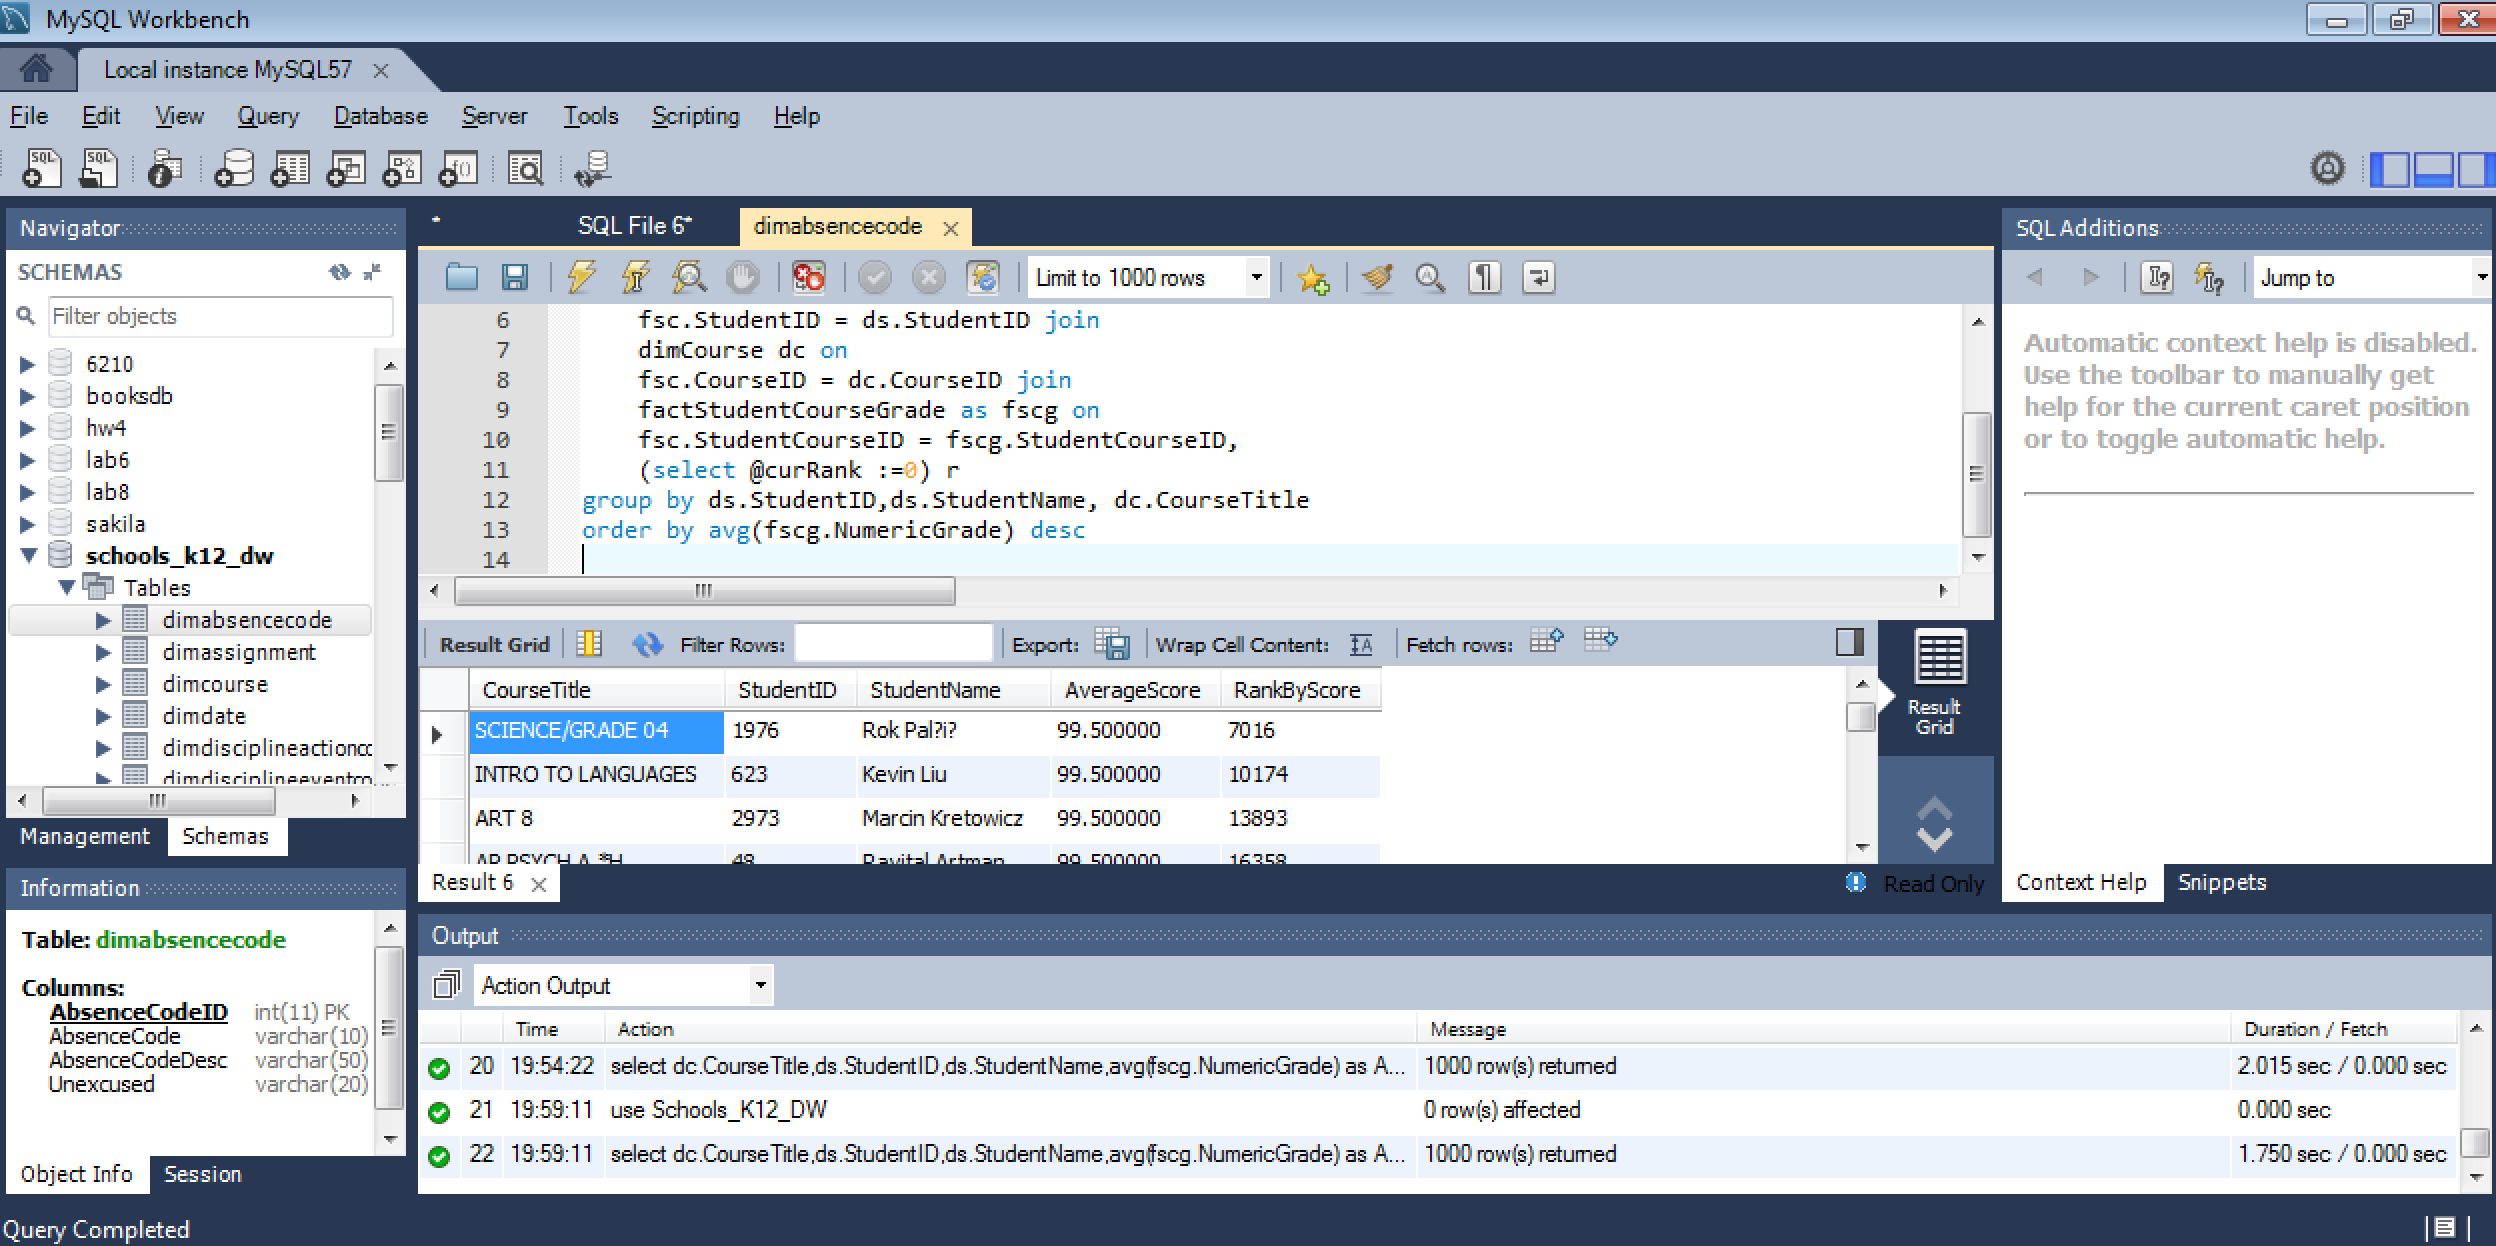 MySQL Workbench
Local instance MySQL57
File Edit View Query Database Server Tools Scripting Help
Navigator
SCHEMAS
Filter objects
6210
booksdb
hw4
lab6
lab8
sakila
schools_k12_dw
Tables
dimabsencecode
dimassignment
dimcourse
dimdate
dimdisciplineactioncc
dimdisciplineeventco
Management Schemas
Information
Table: dimabsencecode
Columns:
AbsenceCodeID int(11) PK
AbsenceCode varchar(10)
AbsenceCodeDesc varchar(50)
Unexcused varchar(20)
Object Info Session
* SQL File 6* dimabsencecode
Limit to 1000 rows
6 fsc.StudentID = ds.StudentID join
7 dimCourse dc on
8 fsc.CourseID = dc.CourseID join
9 factStudentCourseGrade as fscg on
10 fsc.StudentCourseID = fscg.StudentCourseID,
11 (select @curRank :=0) r
12 group by ds.StudentID,ds.StudentName, dc.CourseTitle
13 order by avg(fscg.NumericGrade) desc
14
Result Grid Filter Rows: Export: Wrap Cell Content: Fetch rows:
CourseTitle StudentID StudentName AverageScore RankByScore
SCIENCE/GRADE 04 1976 Rok Pal?i? 99.500000 7016
INTRO TO LANGUAGES 623 Kevin Liu 99.500000 10174
ART 8 2973 Marcin Kretowicz 99.500000 13893
AP PSYCH A *H 48 Ravital Artman 99.500000 16358
Result Grid
Result 6
Read Only
SQL Additions
Jump to
Automatic context help is disabled.
Use the toolbar to manually get
help for the current caret position
or to toggle automatic help.
Context Help Snippets
Output
Action Output
Time Action Message Duration / Fetch
20 19:54:22 select dc.CourseTitle,ds.StudentID,ds.StudentName,avg(fscg.NumericGrade) as A... 1000 row(s) returned 2.015 sec / 0.000 sec
21 19:59:11 use Schools_K12_DW 0 row(s) affected 0.000 sec
22 19:59:11 select dc.CourseTitle,ds.StudentID,ds.StudentName,avg(fscg.NumericGrade) as A... 1000 row(s) returned 1.750 sec / 0.000 sec
Query Completed